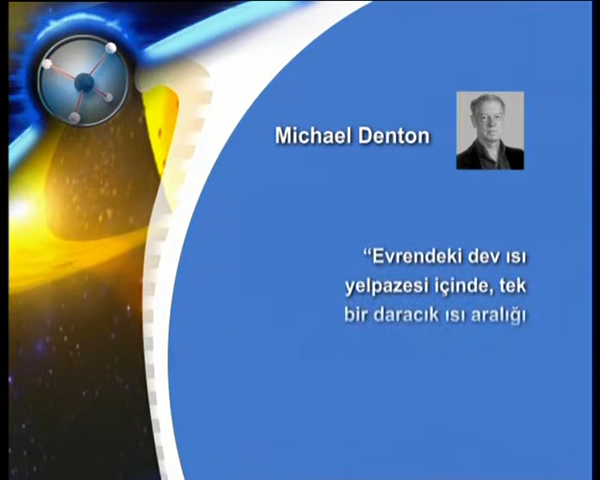 Michael Denton
“Evrendeki dev ısı
yelpazesi içinde, tek
bir daracık ısı aralığı